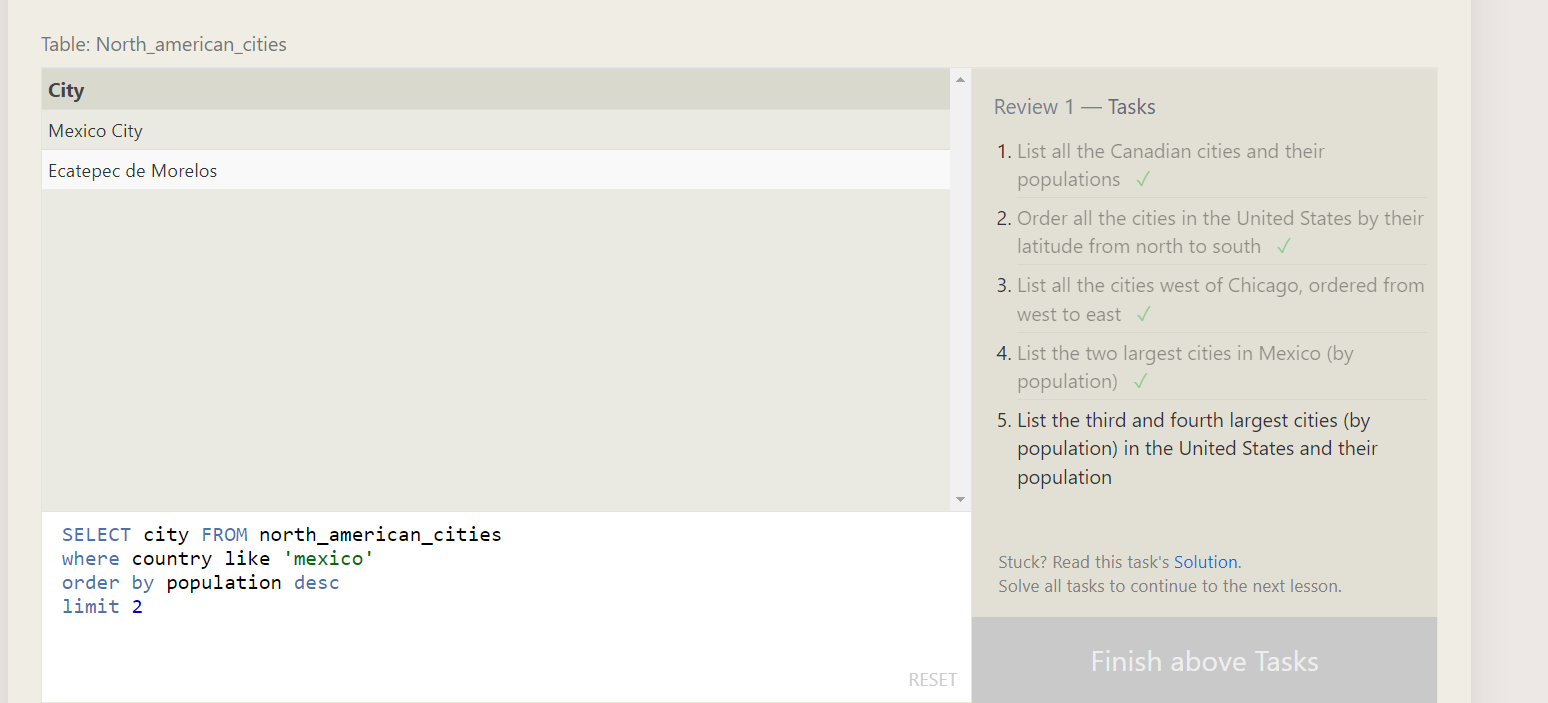 Table: North_american_cities
City
Mexico City
Ecatepec de Morelos
SELECT city FROM north_american_cities
where country like 'mexico'
order by population desc
limit 2
RESET
Review 1 — Tasks
1. List all the Canadian cities and their
populations ✓
2. Order all the cities in the United States by their
latitude from north to south ✓
3. List all the cities west of Chicago, ordered from
west to east ✓
4. List the two largest cities in Mexico (by
population) ✓
5. List the third and fourth largest cities (by
population) in the United States and their
population
Stuck? Read this task's Solution.
Solve all tasks to continue to the next lesson.
Finish above Tasks